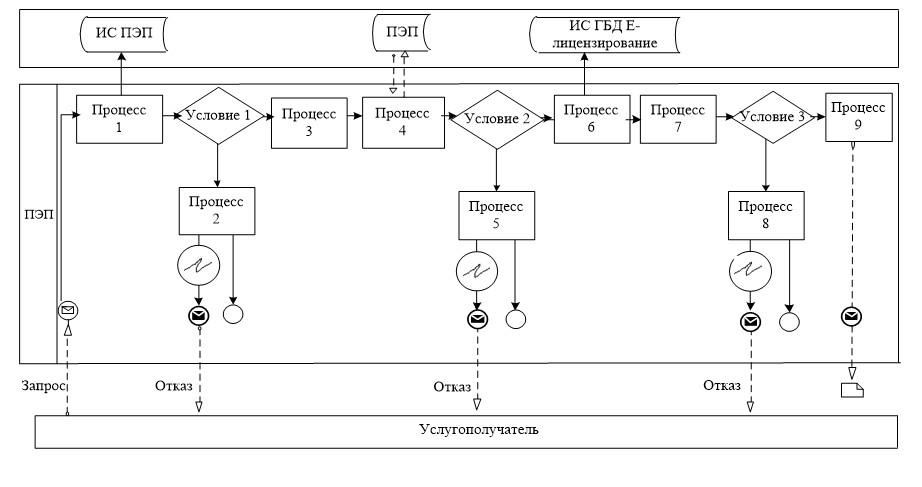 ИС ПЭП
ПЭП
ИС ГБД Е-
лицензирование
Процесс
1
Условие 1
Процесс
3
Процесс
4
Условие 2
Процесс
6
Процесс
7
Условие 3
Процесс
9
ПЭП
Процесс
2
Процесс
5
Процесс
8
Запрос
Отказ
Отказ
Отказ
Услугополучатель